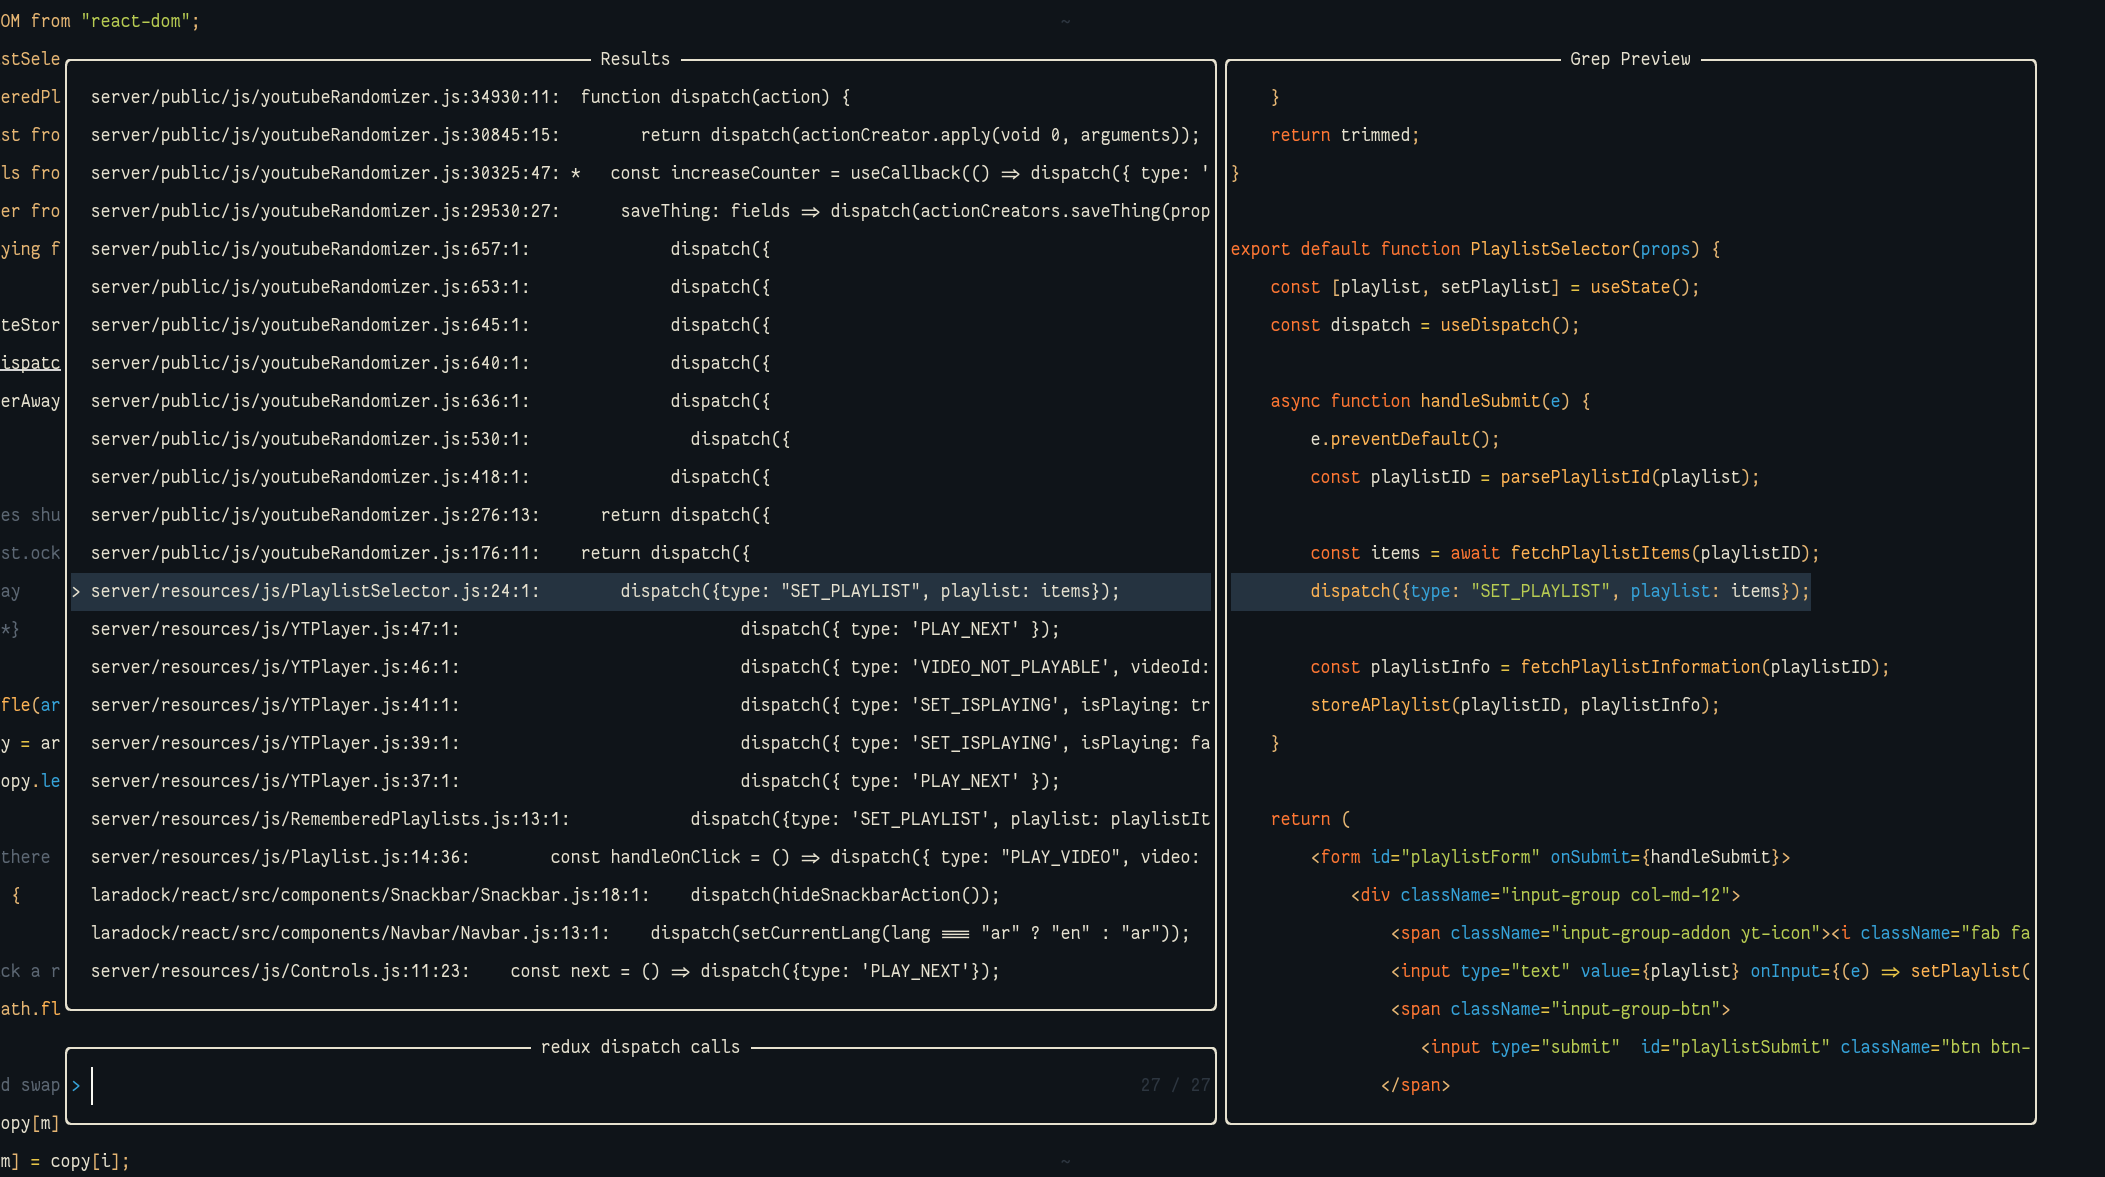 OM from "react-dom";
~
stSele
eredPl
st fro
ls fro
er fro
ying f
teStor
ispatc
erAway
es shu
st.ock
ay
*}
fle(ar
y = ar
opy.le
there
{
ck a r
ath.fl
d swap
opy[m]
m] = copy[i];
~
Results
server/public/js/youtubeRandomizer.js:34930:11:  function dispatch(action) {
server/public/js/youtubeRandomizer.js:30845:15:        return dispatch(actionCreator.apply(void 0, arguments));
server/public/js/youtubeRandomizer.js:30325:47: *   const increaseCounter = useCallback(() => dispatch({ type: '
server/public/js/youtubeRandomizer.js:29530:27:      saveThing: fields => dispatch(actionCreators.saveThing(prop
server/public/js/youtubeRandomizer.js:657:1:              dispatch({
server/public/js/youtubeRandomizer.js:653:1:              dispatch({
server/public/js/youtubeRandomizer.js:645:1:              dispatch({
server/public/js/youtubeRandomizer.js:640:1:              dispatch({
server/public/js/youtubeRandomizer.js:636:1:              dispatch({
server/public/js/youtubeRandomizer.js:530:1:                dispatch({
server/public/js/youtubeRandomizer.js:418:1:              dispatch({
server/public/js/youtubeRandomizer.js:276:13:      return dispatch({
server/public/js/youtubeRandomizer.js:176:11:    return dispatch({
> server/resources/js/PlaylistSelector.js:24:1:        dispatch({type: "SET_PLAYLIST", playlist: items});
server/resources/js/YTPlayer.js:47:1:                            dispatch({ type: 'PLAY_NEXT' });
server/resources/js/YTPlayer.js:46:1:                            dispatch({ type: 'VIDEO_NOT_PLAYABLE', videoId:
server/resources/js/YTPlayer.js:41:1:                            dispatch({ type: 'SET_ISPLAYING', isPlaying: tr
server/resources/js/YTPlayer.js:39:1:                            dispatch({ type: 'SET_ISPLAYING', isPlaying: fa
server/resources/js/YTPlayer.js:37:1:                            dispatch({ type: 'PLAY_NEXT' });
server/resources/js/RememberedPlaylists.js:13:1:            dispatch({type: 'SET_PLAYLIST', playlist: playlistIt
server/resources/js/Playlist.js:14:36:        const handleOnClick = () => dispatch({ type: "PLAY_VIDEO", video:
laradock/react/src/components/Snackbar/Snackbar.js:18:1:    dispatch(hideSnackbarAction());
laradock/react/src/components/Navbar/Navbar.js:13:1:    dispatch(setCurrentLang(lang === "ar" ? "en" : "ar"));
server/resources/js/Controls.js:11:23:    const next = () => dispatch({type: 'PLAY_NEXT'});
redux dispatch calls
>
27 / 27
Grep Preview
    }
    return trimmed;
}
export default function PlaylistSelector(props) {
    const [playlist, setPlaylist] = useState();
    const dispatch = useDispatch();
    async function handleSubmit(e) {
        e.preventDefault();
        const playlistID = parsePlaylistId(playlist);
        const items = await fetchPlaylistItems(playlistID);
        dispatch({type: "SET_PLAYLIST", playlist: items});
        const playlistInfo = fetchPlaylistInformation(playlistID);
        storeAPlaylist(playlistID, playlistInfo);
    }
    return (
        <form id="playlistForm" onSubmit={handleSubmit}>
            <div className="input-group col-md-12">
                <span className="input-group-addon yt-icon"><i className="fab fa
                <input type="text" value={playlist} onInput={(e) => setPlaylist(
                <span className="input-group-btn">
                   <input type="submit"  id="playlistSubmit" className="btn btn-
               </span>